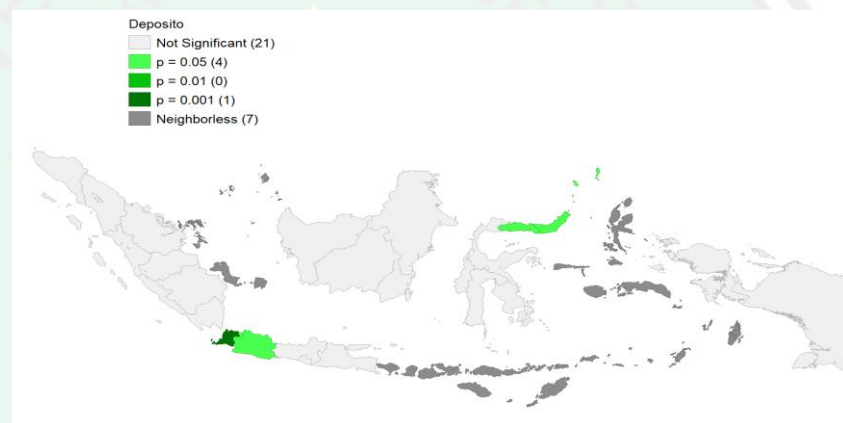 Deposito
Not Significant (21)
p = 0.05 (4)
p = 0.01 (0)
p = 0.001 (1)
Neighborless (7)